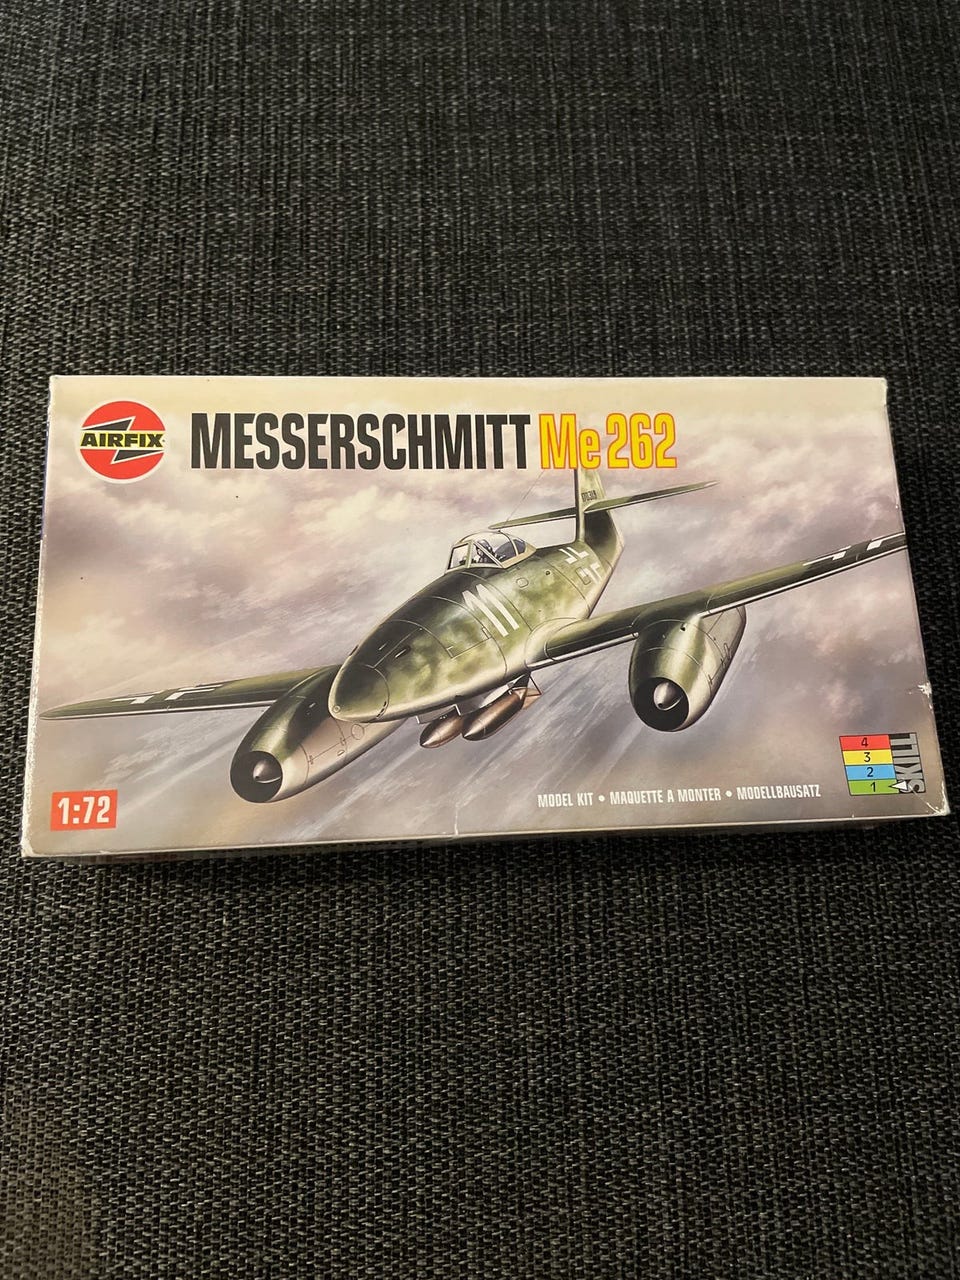 AIRFIX
MESSERSCHMITT Me 262
4
3
2
1
SKILL
1:72
MODEL KIT • MAQUETTE A MONTER • MODELLBAUSATZ